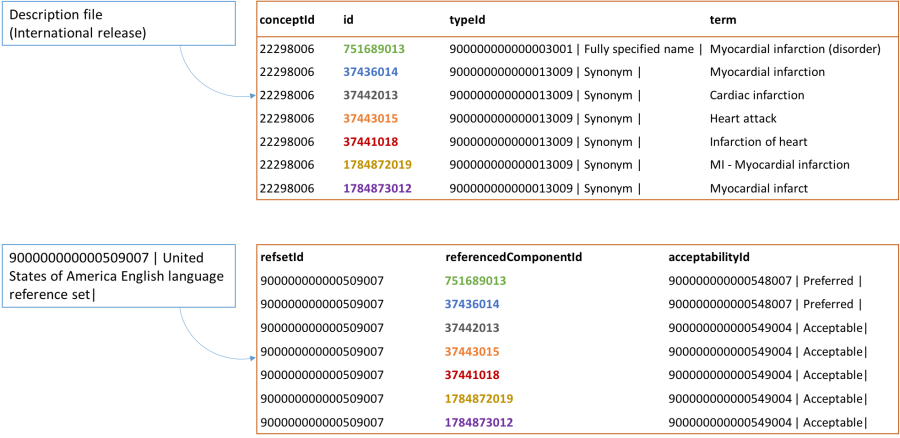 Description file
(International release)
conceptId id typeId term
22298006 751689013 900000000000003001 | Fully specified name | Myocardial infarction (disorder)
22298006 37436014 900000000000013009 | Synonym | Myocardial infarction
22298006 37442013 900000000000013009 | Synonym | Cardiac infarction
22298006 37443015 900000000000013009 | Synonym | Heart attack
22298006 37441018 900000000000013009 | Synonym | Infarction of heart
22298006 1784872019 900000000000013009 | Synonym | MI - Myocardial infarction
22298006 1784873012 900000000000013009 | Synonym | Myocardial infarct
900000000000509007 | United
States of America English language
reference set|
refsetId referencedComponentId acceptabilityId
900000000000509007 751689013 900000000000548007 | Preferred |
900000000000509007 37436014 900000000000548007 | Preferred |
900000000000509007 37442013 900000000000549004 | Acceptable|
900000000000509007 37443015 900000000000549004 | Acceptable|
900000000000509007 37441018 900000000000549004 | Acceptable|
900000000000509007 1784872019 900000000000549004 | Acceptable|
900000000000509007 1784873012 900000000000549004 | Acceptable|